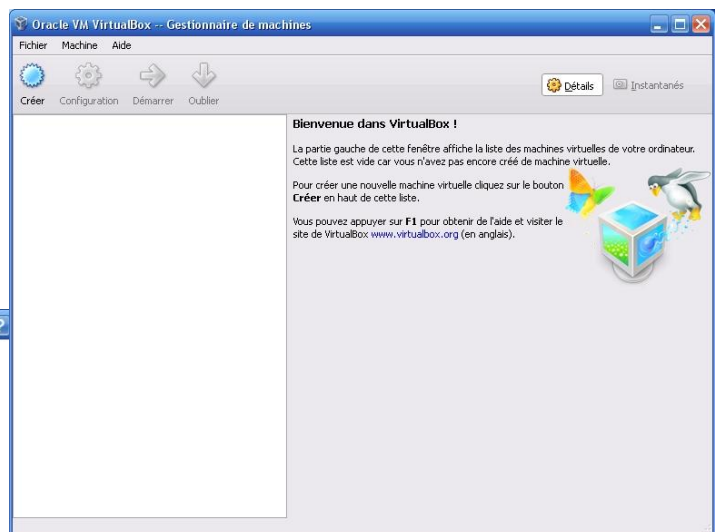 Oracle VM VirtualBox -- Gestionnaire de machines
Fichier Machine Aide
Créer Configuration Démarrer Oublier Détails Instantanés
Bienvenue dans VirtualBox !
La partie gauche de cette fenêtre affiche la liste des machines virtuelles de votre ordinateur.
Cette liste est vide car vous n'avez pas encore créé de machine virtuelle.
Pour créer une nouvelle machine virtuelle cliquez sur le bouton
Créer en haut de cette liste.
Vous pouvez appuyer sur F1 pour obtenir de l'aide et visiter le
site de VirtualBox www.virtualbox.org (en anglais).
?